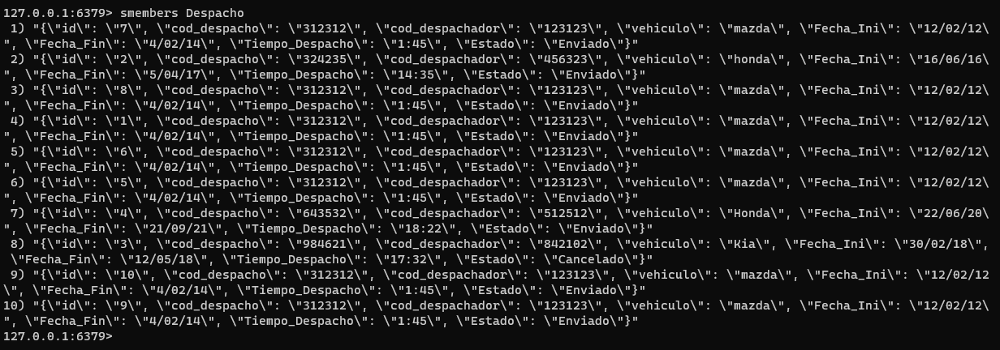 127.0.0.1:6379> smembers Despacho
 1) "{\"id\": \"7\", \"cod_despacho\": \"312312\", \"cod_despachador\": \"123123\", \"vehiculo\": \"mazda\", \"Fecha_Ini\": \"12/02/12\
", \"Fecha_Fin\": \"4/02/14\", \"Tiempo_Despacho\": \"1:45\", \"Estado\": \"Enviado\"}"
 2) "{\"id\": \"2\", \"cod_despacho\": \"324235\", \"cod_despachador\": \"456323\", \"vehiculo\": \"honda\", \"Fecha_Ini\": \"16/06/16\
", \"Fecha_Fin\": \"5/04/17\", \"Tiempo_Despacho\": \"14:35\", \"Estado\": \"Enviado\"}"
 3) "{\"id\": \"8\", \"cod_despacho\": \"312312\", \"cod_despachador\": \"123123\", \"vehiculo\": \"mazda\", \"Fecha_Ini\": \"12/02/12\
", \"Fecha_Fin\": \"4/02/14\", \"Tiempo_Despacho\": \"1:45\", \"Estado\": \"Enviado\"}"
 4) "{\"id\": \"1\", \"cod_despacho\": \"312312\", \"cod_despachador\": \"123123\", \"vehiculo\": \"mazda\", \"Fecha_Ini\": \"12/02/12\
", \"Fecha_Fin\": \"4/02/14\", \"Tiempo_Despacho\": \"1:45\", \"Estado\": \"Enviado\"}"
 5) "{\"id\": \"6\", \"cod_despacho\": \"312312\", \"cod_despachador\": \"123123\", \"vehiculo\": \"mazda\", \"Fecha_Ini\": \"12/02/12\
", \"Fecha_Fin\": \"4/02/14\", \"Tiempo_Despacho\": \"1:45\", \"Estado\": \"Enviado\"}"
 6) "{\"id\": \"5\", \"cod_despacho\": \"312312\", \"cod_despachador\": \"123123\", \"vehiculo\": \"mazda\", \"Fecha_Ini\": \"12/02/12\
", \"Fecha_Fin\": \"4/02/14\", \"Tiempo_Despacho\": \"1:45\", \"Estado\": \"Enviado\"}"
 7) "{\"id\": \"4\", \"cod_despacho\": \"643532\", \"cod_despachador\": \"512512\", \"vehiculo\": \"Honda\", \"Fecha_Ini\": \"22/06/20\
", \"Fecha_Fin\": \"21/09/21\", \"Tiempo_Despacho\": \"18:22\", \"Estado\": \"Enviado\"}"
 8) "{\"id\": \"3\", \"cod_despacho\": \"984621\", \"cod_despachador\": \"842102\", \"vehiculo\": \"Kia\", \"Fecha_Ini\": \"30/02/18\",
 \"Fecha_Fin\": \"12/05/18\", \"Tiempo_Despacho\": \"17:32\", \"Estado\": \"Cancelado\"}"
 9) "{\"id\": \"10\", \"cod_despacho\": \"312312\", \"cod_despachador\": \"123123\", \"vehiculo\": \"mazda\", \"Fecha_Ini\": \"12/02/12
\", \"Fecha_Fin\": \"4/02/14\", \"Tiempo_Despacho\": \"1:45\", \"Estado\": \"Enviado\"}"
10) "{\"id\": \"9\", \"cod_despacho\": \"312312\", \"cod_despachador\": \"123123\", \"vehiculo\": \"mazda\", \"Fecha_Ini\": \"12/02/12\
", \"Fecha_Fin\": \"4/02/14\", \"Tiempo_Despacho\": \"1:45\", \"Estado\": \"Enviado\"}"
127.0.0.1:6379>